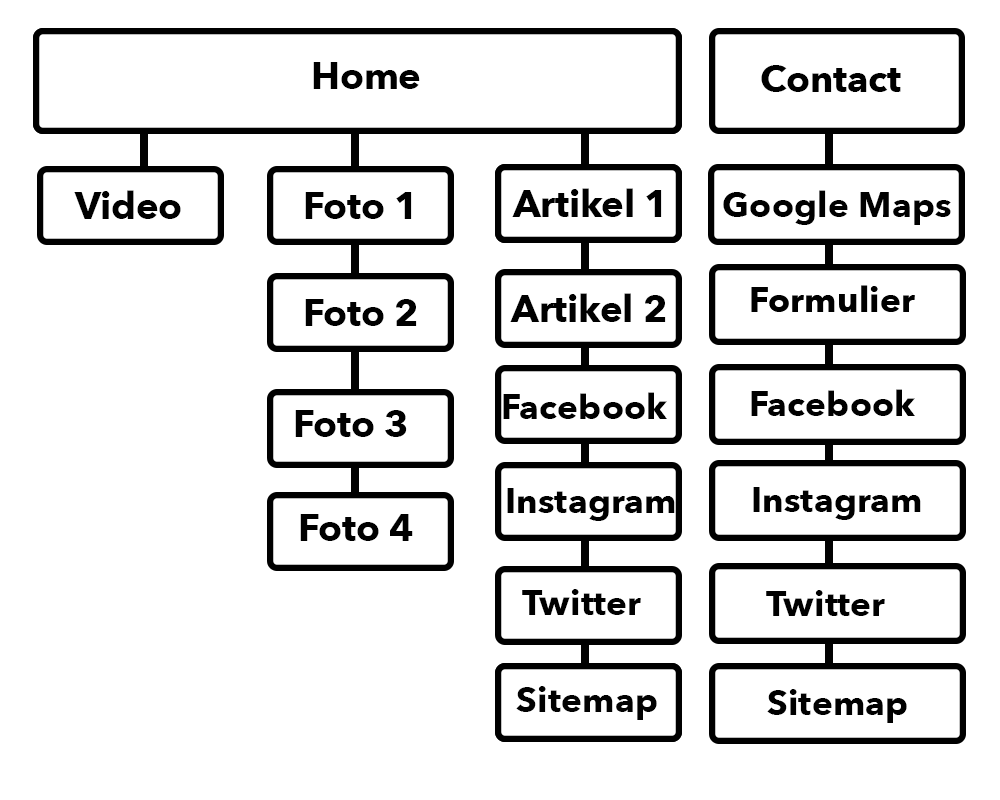 Home
Contact
Video
Foto 1
Artikel 1
Google Maps
Foto 2
Artikel 2
Formulier
Foto 3
Facebook
Facebook
Foto 4
Instagram
Instagram
Twitter
Twitter
Sitemap
Sitemap